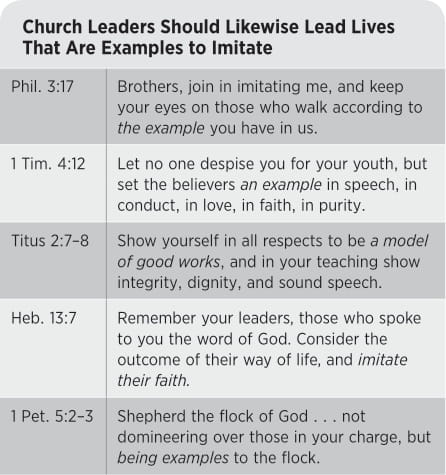 Church Leaders Should Likewise Lead Lives
That Are Examples to Imitate
Phil. 3:17 Brothers, join in imitating me, and keep
your eyes on those who walk according to
the example you have in us.
1 Tim. 4:12 Let no one despise you for your youth, but
set the believers an example in speech, in
conduct, in love, in faith, in purity.
Titus 2:7–8 Show yourself in all respects to be a model
of good works, and in your teaching show
integrity, dignity, and sound speech.
Heb. 13:7 Remember your leaders, those who spoke
to you the word of God. Consider the
outcome of their way of life, and imitate
their faith.
1 Pet. 5:2–3 Shepherd the flock of God . . . not
domineering over those in your charge, but
being examples to the flock.